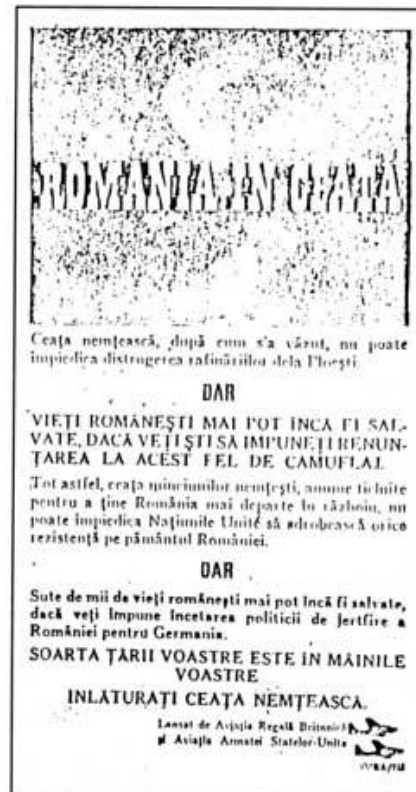 ROMANIA IN CEATA
Ceaţa nemţească, după cum s'a văzut, nu poate
împiedica distrugerea rafinăriilor dela Ploeşti
DAR
VIEŢI ROMÂNEŞTI MAI POT ÎNCĂ FI SAL-
VATE, DACĂ VEŢI ŞTI SĂ IMPUNEŢI RENUN-
ŢAREA LA ACEST FEL DE CAMUFLAJ.
Tot astfel, ceaţa minciunilor nemţeşti, anume ticluite
pentru a ţine România mai departe în războiu, nu
poate împiedica Naţiunile Unite să sdrobească orice
rezistenţă pe pământul României.
DAR
Sute de mii de vieţi româneşti mai pot încă fi salvate,
dacă veţi impune încetarea politicii de jertfire a
României pentru Germania.
SOARTA ŢĂRII VOASTRE ESTE IN MÂINILE
VOASTRE
INLĂTURAŢI CEAŢA NEMŢEASCĂ.
Lansat de Aviaţia Regală Britanică
şi Aviaţia Armatei Statelor-Unite